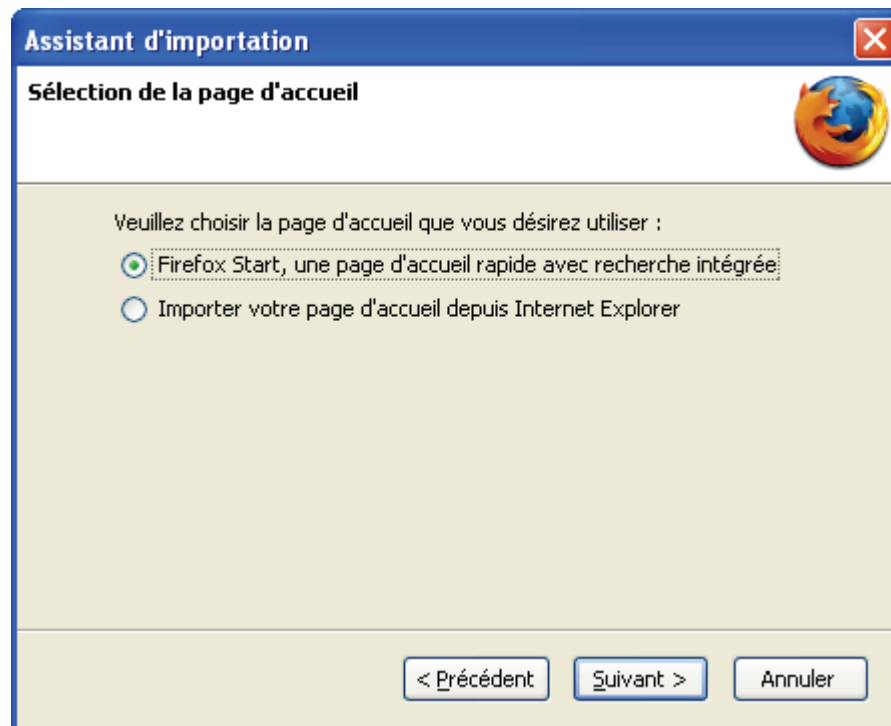 Assistant d'importation
Sélection de la page d'accueil
Veuillez choisir la page d'accueil que vous désirez utiliser :
Firefox Start, une page d'accueil rapide avec recherche intégrée
Importer votre page d'accueil depuis Internet Explorer
< Précédent
Suivant >
Annuler